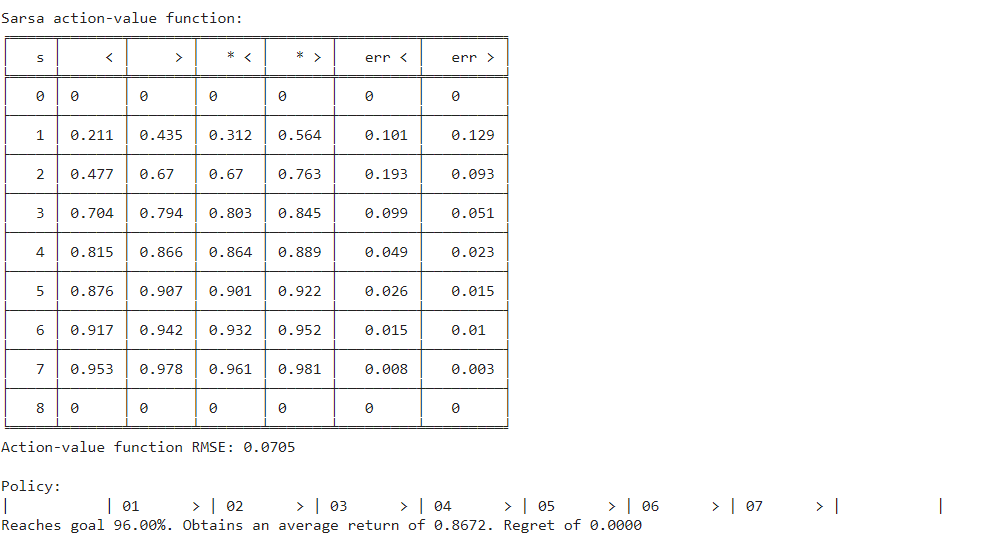 Sarsa action-value function:
s < > * < * > err < err >
0 0 0 0 0 0 0
1 0.211 0.435 0.312 0.564 0.101 0.129
2 0.477 0.67 0.67 0.763 0.193 0.093
3 0.704 0.794 0.803 0.845 0.099 0.051
4 0.815 0.866 0.864 0.889 0.049 0.023
5 0.876 0.907 0.901 0.922 0.026 0.015
6 0.917 0.942 0.932 0.952 0.015 0.01
7 0.953 0.978 0.961 0.981 0.008 0.003
8 0 0 0 0 0 0
Action-value function RMSE: 0.0705
Policy:
| | 01 > | 02 > | 03 > | 04 > | 05 > | 06 > | 07 > | |
Reaches goal 96.00%. Obtains an average return of 0.8672. Regret of 0.0000